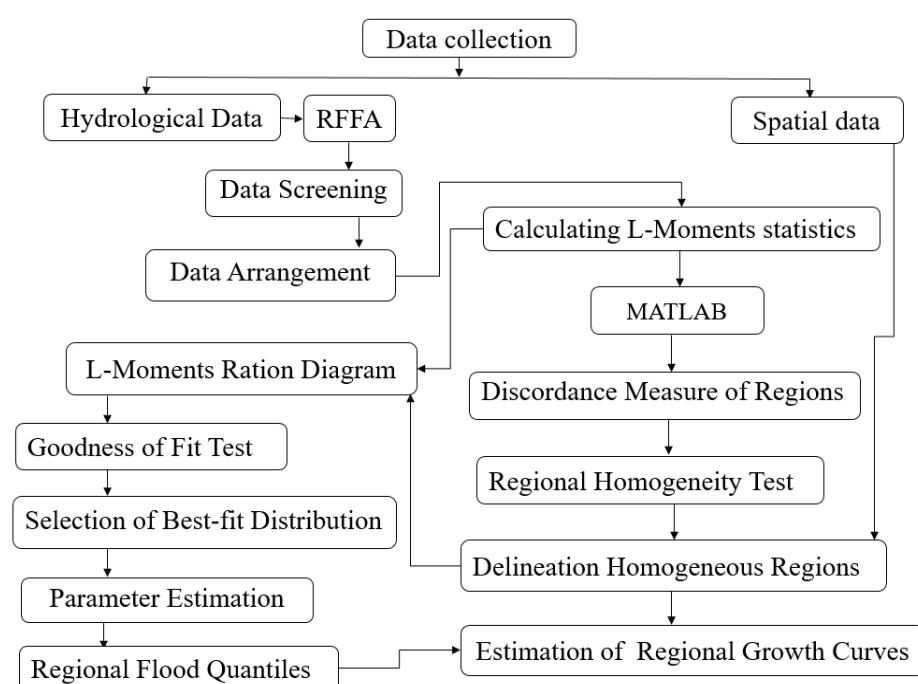 Data collection
Hydrological Data
RFFA
Spatial data
Data Screening
Calculating L-Moments statistics
Data Arrangement
MATLAB
L-Moments Ration Diagram
Discordance Measure of Regions
Goodness of Fit Test
Regional Homogeneity Test
Selection of Best-fit Distribution
Delineation Homogeneous Regions
Parameter Estimation
Estimation of Regional Growth Curves
Regional Flood Quantiles